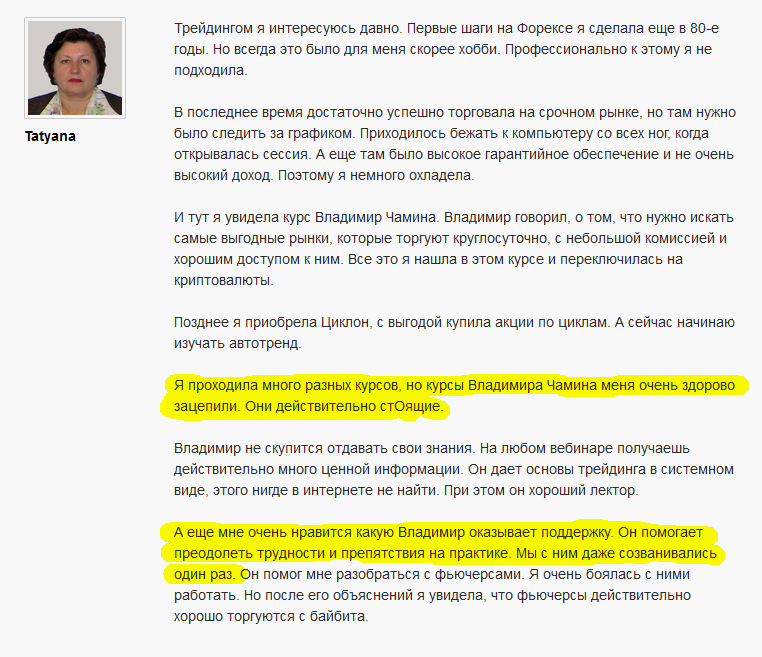 Трейдингом я интересуюсь давно. Первые шаги на Форексе я сделала еще в 80-е
годы. Но всегда это было для меня скорее хобби. Профессионально к этому я не
подходила.
Tatyana
В последнее время достаточно успешно торговала на срочном рынке, но там нужно
было следить за графиком. Приходилось бежать к компьютеру со всех ног, когда
открывалась сессия. А еще там было высокое гарантийное обеспечение и не очень
высокий доход. Поэтому я немного охладела.
И тут я увидела курс Владимир Чамина. Владимир говорил, о том, что нужно искать
самые выгодные рынки, которые торгуют круглосуточно, с небольшой комиссией и
хорошим доступом к ним. Все это я нашла в этом курсе и переключилась на
криптовалюты.
Позднее я приобрела Циклон, с выгодой купила акции по циклам. А сейчас начинаю
изучать автотренд.
Я проходила много разных курсов, но курсы Владимира Чамина меня очень здорово
зацепили. Они действительно стОящие.
Владимир не скупится отдавать свои знания. На любом вебинаре получаешь
действительно много ценной информации. Он дает основы трейдинга в системном
виде, этого нигде в интернете не найти. При этом он хороший лектор.
А еще мне очень нравится какую Владимир оказывает поддержку. Он помогает
преодолеть трудности и препятствия на практике. Мы с ним даже созванивались
один раз. Он помог мне разобраться с фьючерсами. Я очень боялась с ними
работать. Но после его объяснений я увидела, что фьючерсы действительно
хорошо торгуются с байбита.